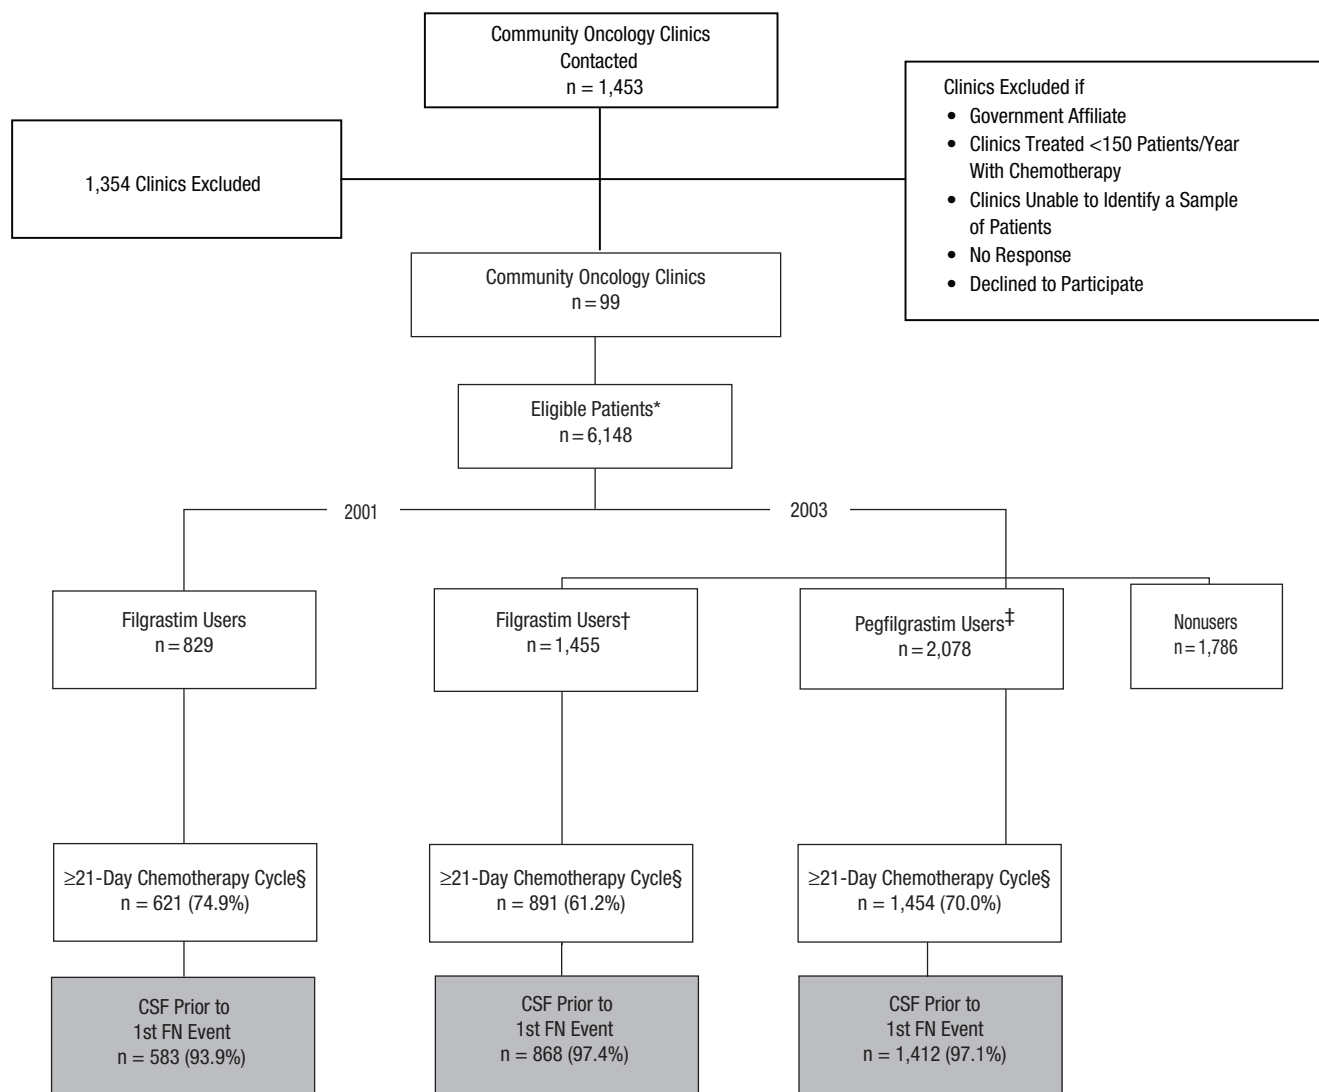 Community Oncology Clinics
Contacted
n = 1,453
Clinics Excluded if
• Government Affiliate
• Clinics Treated <150 Patients/Year
With Chemotherapy
• Clinics Unable to Identify a Sample
of Patients
• No Response
• Declined to Participate
1,354 Clinics Excluded
Community Oncology Clinics
n = 99
Eligible Patients*
n = 6,148
2001
2003
Filgrastim Users
n = 829
Filgrastim Users†
n = 1,455
Pegfilgrastim Users‡
n = 2,078
Nonusers
n = 1,786
≥21-Day Chemotherapy Cycle§
n = 621 (74.9%)
≥21-Day Chemotherapy Cycle§
n = 891 (61.2%)
≥21-Day Chemotherapy Cycle§
n = 1,454 (70.0%)
CSF Prior to
1st FN Event
n = 583 (93.9%)
CSF Prior to
1st FN Event
n = 868 (97.4%)
CSF Prior to
1st FN Event
n = 1,412 (97.1%)